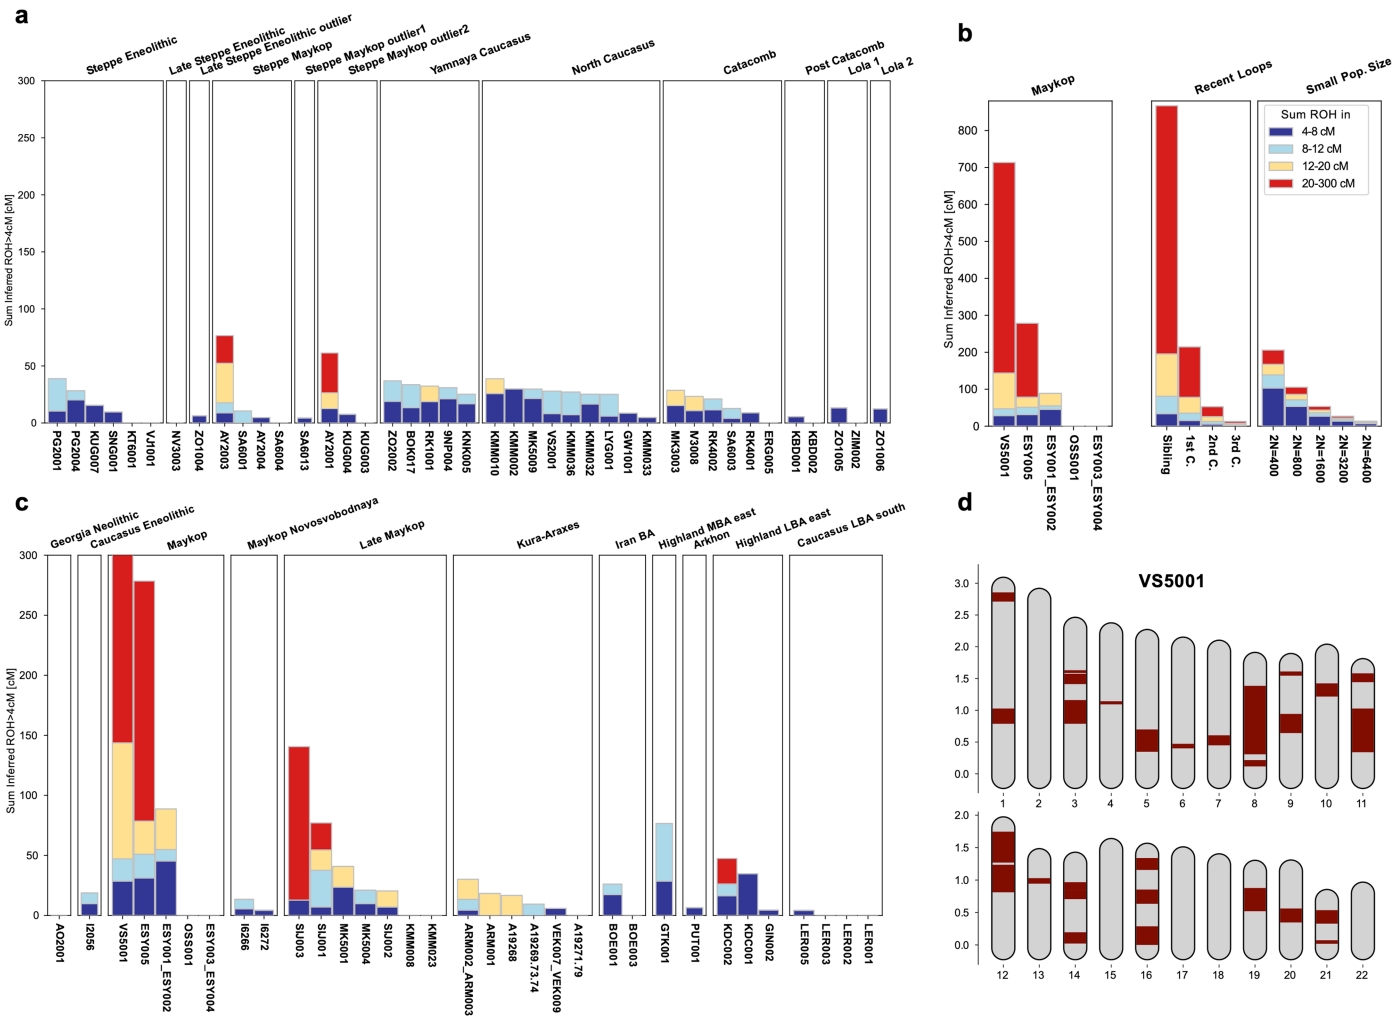 a
Steppe Eneolithic
Late Steppe Eneolithic
Late Steppe Eneolithic outlier
Steppe Maykop
Steppe Maykop outlier1
Steppe Maykop outlier2
Yamnaya Caucasus
North Caucasus
Catacomb
Post Catacomb
Lola 1
Lola 2
Sum Inferred ROH>4cM [cM]
300
250
200
150
100
50
0
PG2001
PG2004
KUG007
SNG001
KT6001
VJ1001
NV3003
ZO1004
AY2003
SA6001
AY2004
SA6004
SA6013
AY2001
KUG004
KUG003
ZO2002
BOK017
RK1001
9NP004
KNK005
KMM010
KMM002
MK5009
VS2001
KMM036
KMM032
LYG001
GW1001
KMM033
MK3003
IV3008
RK4002
SA6003
RK4001
ERG005
KBD001
KBD002
ZO1005
ZIM002
ZO1006
b
Maykop
Recent Loops
Small Pop. Size
Sum Inferred ROH>4cM [cM]
800
700
600
500
400
300
200
100
0
Sum ROH in
4-8 cM
8-12 cM
12-20 cM
20-300 cM
VS5001
ESY005
ESY001_ESY002
OSS001
ESY003_ESY004
Sibling
1st C.
2nd C.
3rd C.
2N=400
2N=800
2N=1600
2N=3200
2N=6400
c
Georgia Neolithic
Caucasus Eneolithic
Maykop
Maykop Novosvobodnaya
Late Maykop
Kura-Araxes
Iran BA
Highland MBA east
Arkhon
Highland LBA east
Caucasus LBA south
Sum Inferred ROH>4cM [cM]
300
250
200
150
100
50
0
AO2001
I2056
VS5001
ESY005
ESY001_ESY002
OSS001
ESY003_ESY004
I6266
I6272
SIJ003
SIJ001
MK5001
MK5004
SIJ002
KMM008
KMM023
ARM002_ARM003
ARM001
A19268
A19269.73.74
VEK007_VEK009
A19271.79
BOE001
BOE003
GTK001
PUT001
KDC002
KDC001
GIN002
LER005
LER003
LER002
LER001
d
VS5001
3.0
2.5
2.0
1.5
1.0
0.5
0.0
1 2 3 4 5 6 7 8 9 10 11
2.0
1.5
1.0
0.5
0.0
12 13 14 15 16 17 18 19 20 21 22